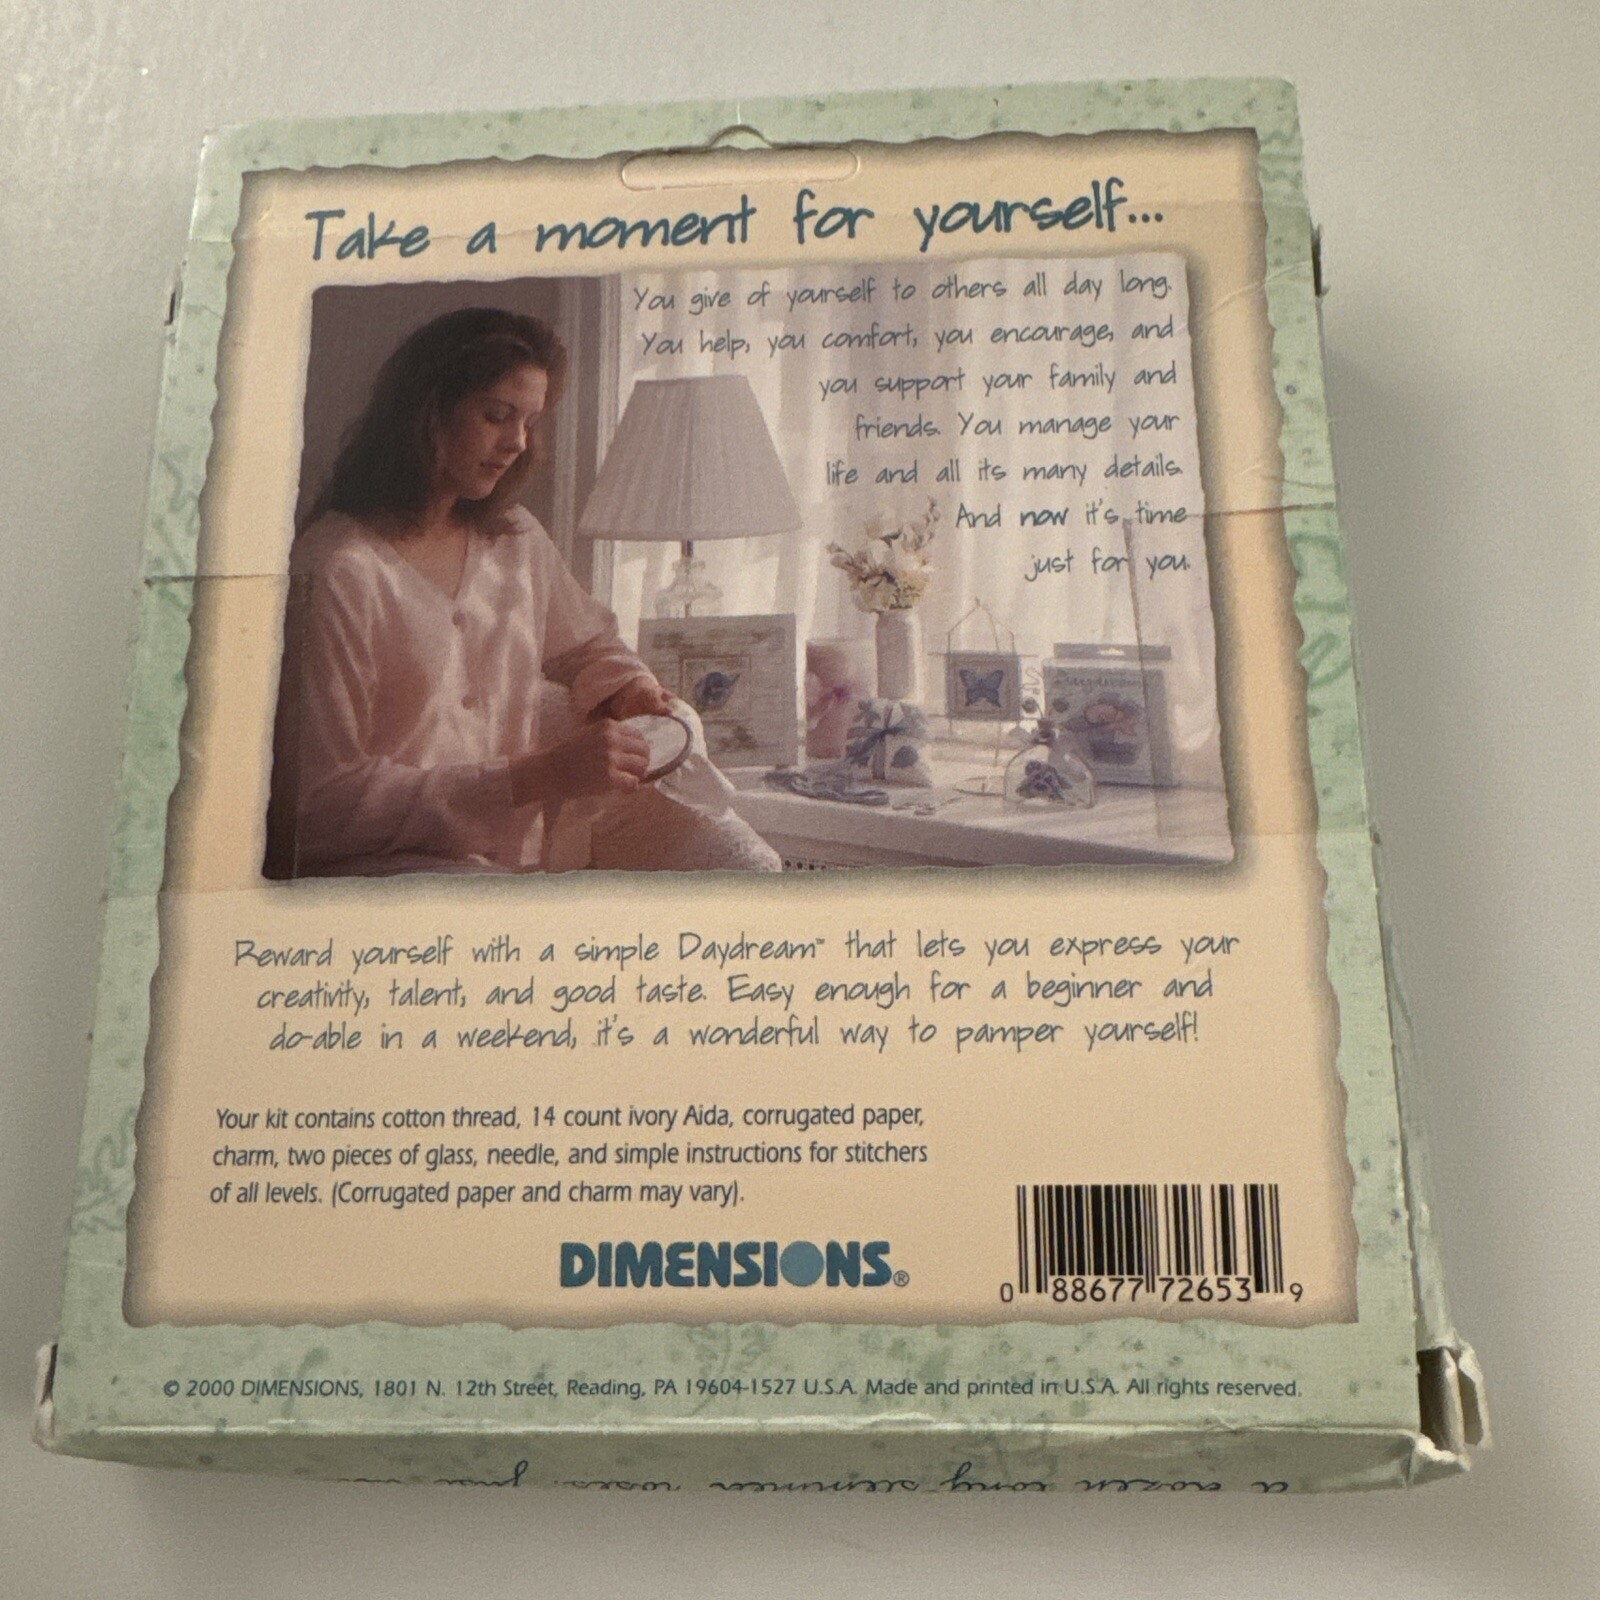 Take a moment for yourself...
You give of yourself to others all day long.
You help, you comfort, you encourage, and
you support your family and
friends. You manage your
life and all its many details.
And now it's time
just for you.
Daydreams
Reward yourself with a simple Daydream™ that lets you express your
creativity, talent, and good taste. Easy enough for a beginner and
do-able in a weekend, it's a wonderful way to pamper yourself!
Your kit contains cotton thread, 14 count ivory Aida, corrugated paper,
charm, two pieces of glass, needle, and simple instructions for stitchers
of all levels. (Corrugated paper and charm may vary).
DIMENSIONS®
0 88677 72653 9
© 2000 DIMENSIONS, 1801 N. 12th Street, Reading, PA 19604-1527 U.S.A. Made and printed in U.S.A. All rights reserved.
a dozen long summer